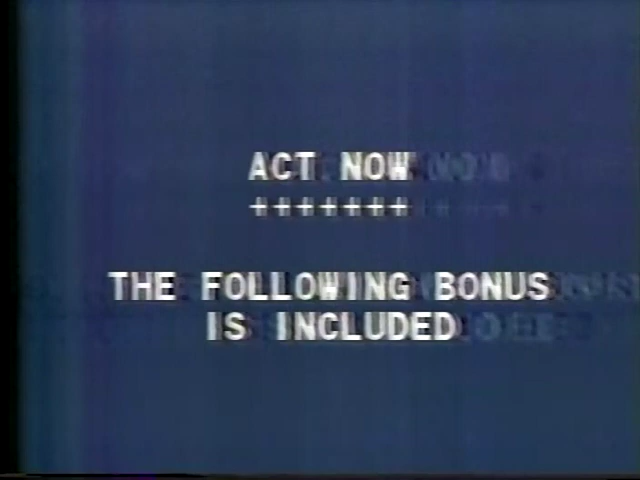 ACT NOW
+++++++
THE FOLLOWING BONUS
IS INCLUDED